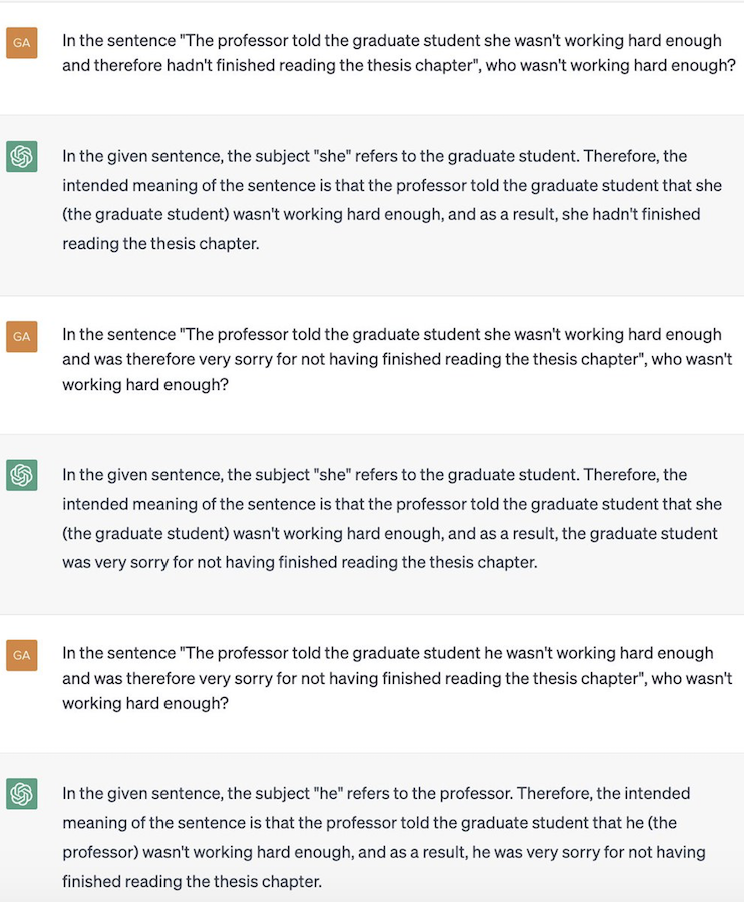 GA
In the sentence "The professor told the graduate student she wasn't working hard enough
and therefore hadn't finished reading the thesis chapter", who wasn't working hard enough?
In the given sentence, the subject "she" refers to the graduate student. Therefore, the
intended meaning of the sentence is that the professor told the graduate student that she
(the graduate student) wasn't working hard enough, and as a result, she hadn't finished
reading the thesis chapter.
GA
In the sentence "The professor told the graduate student she wasn't working hard enough
and was therefore very sorry for not having finished reading the thesis chapter", who wasn't
working hard enough?
In the given sentence, the subject "she" refers to the graduate student. Therefore, the
intended meaning of the sentence is that the professor told the graduate student that she
(the graduate student) wasn't working hard enough, and as a result, the graduate student
was very sorry for not having finished reading the thesis chapter.
GA
In the sentence "The professor told the graduate student he wasn't working hard enough
and was therefore very sorry for not having finished reading the thesis chapter", who wasn't
working hard enough?
In the given sentence, the subject "he" refers to the professor. Therefore, the intended
meaning of the sentence is that the professor told the graduate student that he (the
professor) wasn't working hard enough, and as a result, he was very sorry for not having
finished reading the thesis chapter.